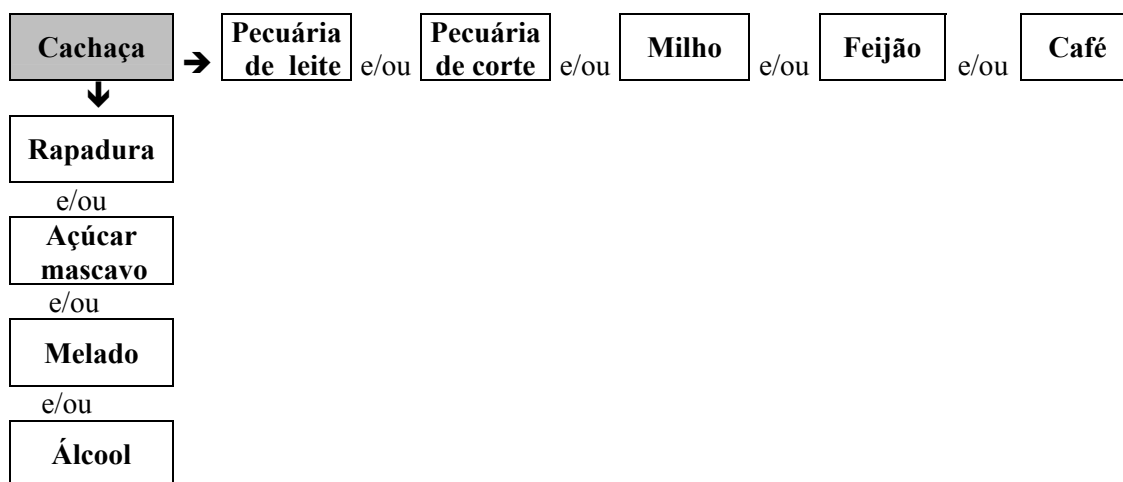 Cachaça ➔ Pecuária de leite e/ou Pecuária de corte e/ou Milho e/ou Feijão e/ou Café
Rapadura
e/ou
Açúcar
mascavo
e/ou
Melado
e/ou
Álcool